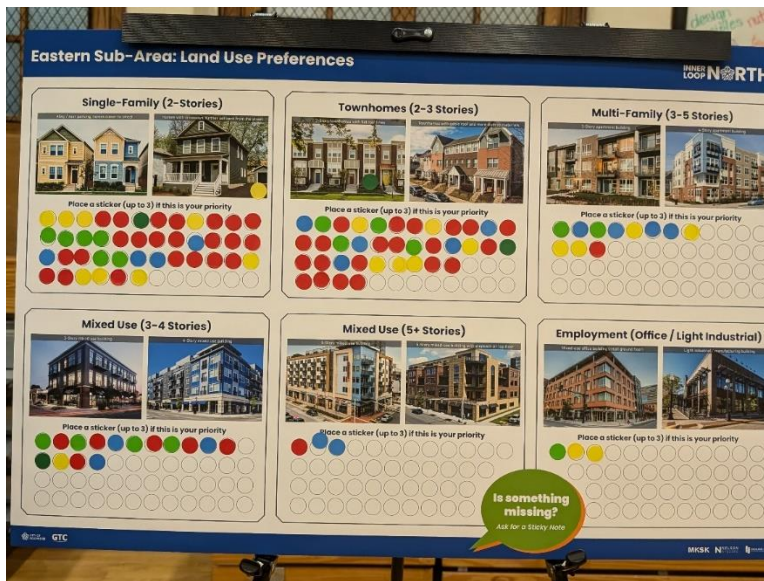 Eastern Sub-Area: Land Use Preferences
INNER
LOOP NORTH
Single-Family (2-Stories)
Place a sticker (up to 3) if this is your priority
Townhomes (2-3 Stories)
Place a sticker (up to 3) if this is your priority
Multi-Family (3-5 Stories)
Place a sticker (up to 3) if this is your priority
Mixed Use (3-4 Stories)
Place a sticker (up to 3) if this is your priority
Mixed Use (5+ Stories)
Place a sticker (up to 3) if this is your priority
Employment (Office / Light Industrial)
Place a sticker (up to 3) if this is your priority
Is something
missing?
Ask for a Sticky Note
GTC
MKSK
design